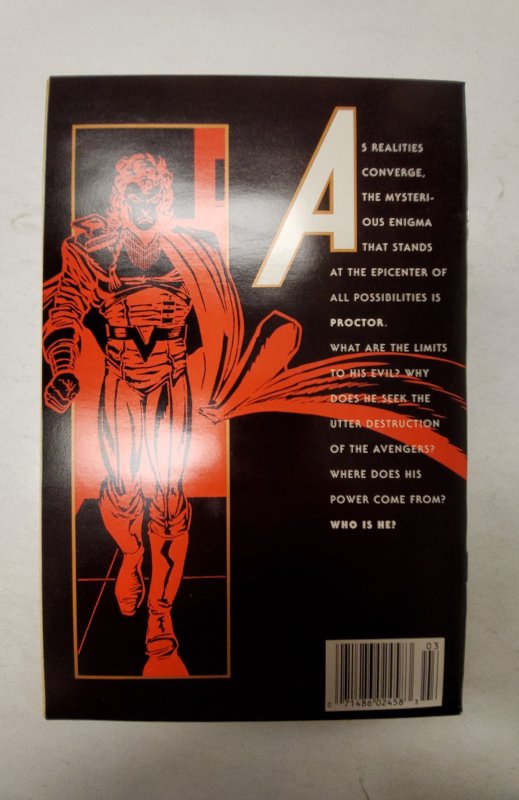 AS REALITIES
CONVERGE,
THE MYSTERI-
OUS ENIGMA
THAT STANDS
AT THE EPICENTER OF
ALL POSSIBILITIES IS
PROCTOR.
WHAT ARE THE LIMITS
TO HIS EVIL? WHY
DOES HE SEEK THE
UTTER DESTRUCTION
OF THE AVENGERS?
WHERE DOES HIS
POWER COME FROM?
WHO IS HE?
03
0 71486 02458 3